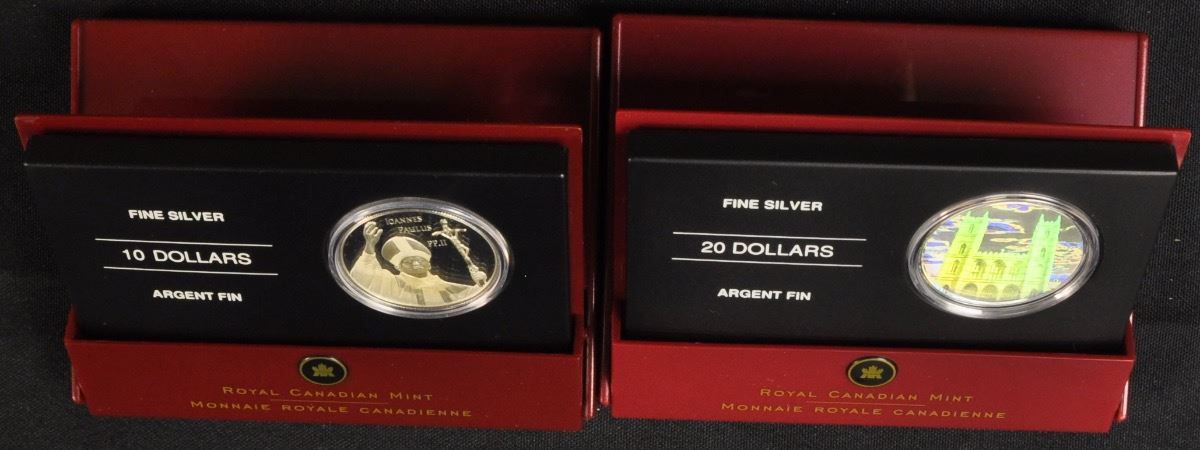 FINE SILVER
10 DOLLARS
ARGENT FIN
IOANNES
PAULUS
PP.II
ROYAL CANADIAN MINT
MONNAIE ROYALE CANADIENNE
FINE SILVER
20 DOLLARS
ARGENT FIN
ROYAL CANADIAN MINT
MONNAIE ROYALE CANADIENNE